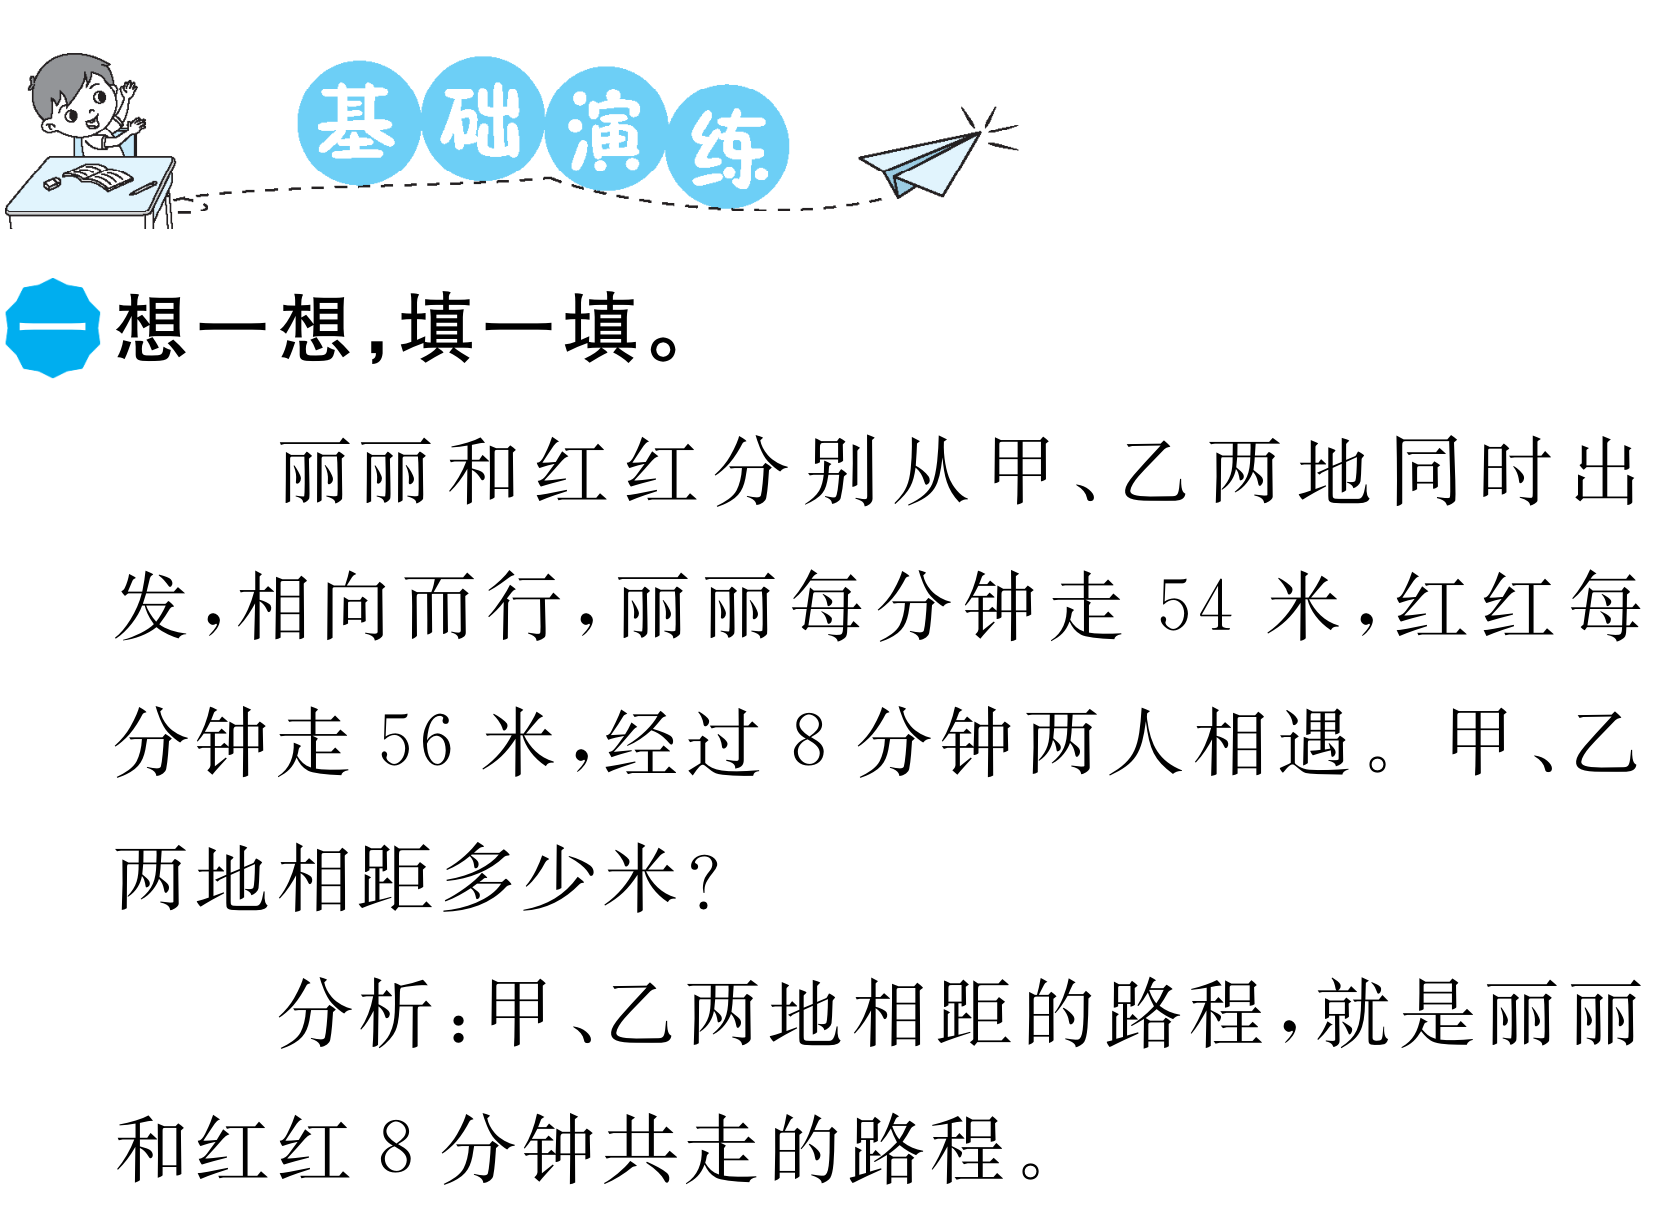 基础演练
一 想一想,填一填。
丽丽和红红分别从甲、乙两地同时出
发,相向而行,丽丽每分钟走 54 米,红红每
分钟走 56 米,经过 8 分钟两人相遇。甲、乙
两地相距多少米?
分析:甲、乙两地相距的路程,就是丽丽
和红红 8 分钟共走的路程。